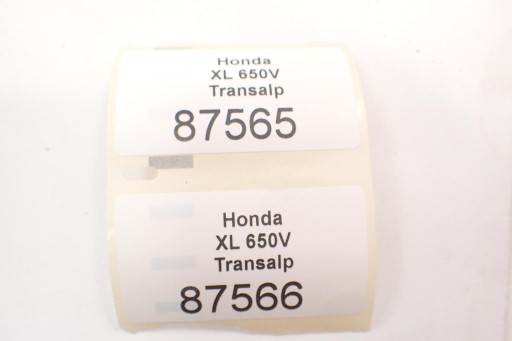 Honda
XL 650V
Transalp
87565
Honda
XL 650V
Transalp
87566